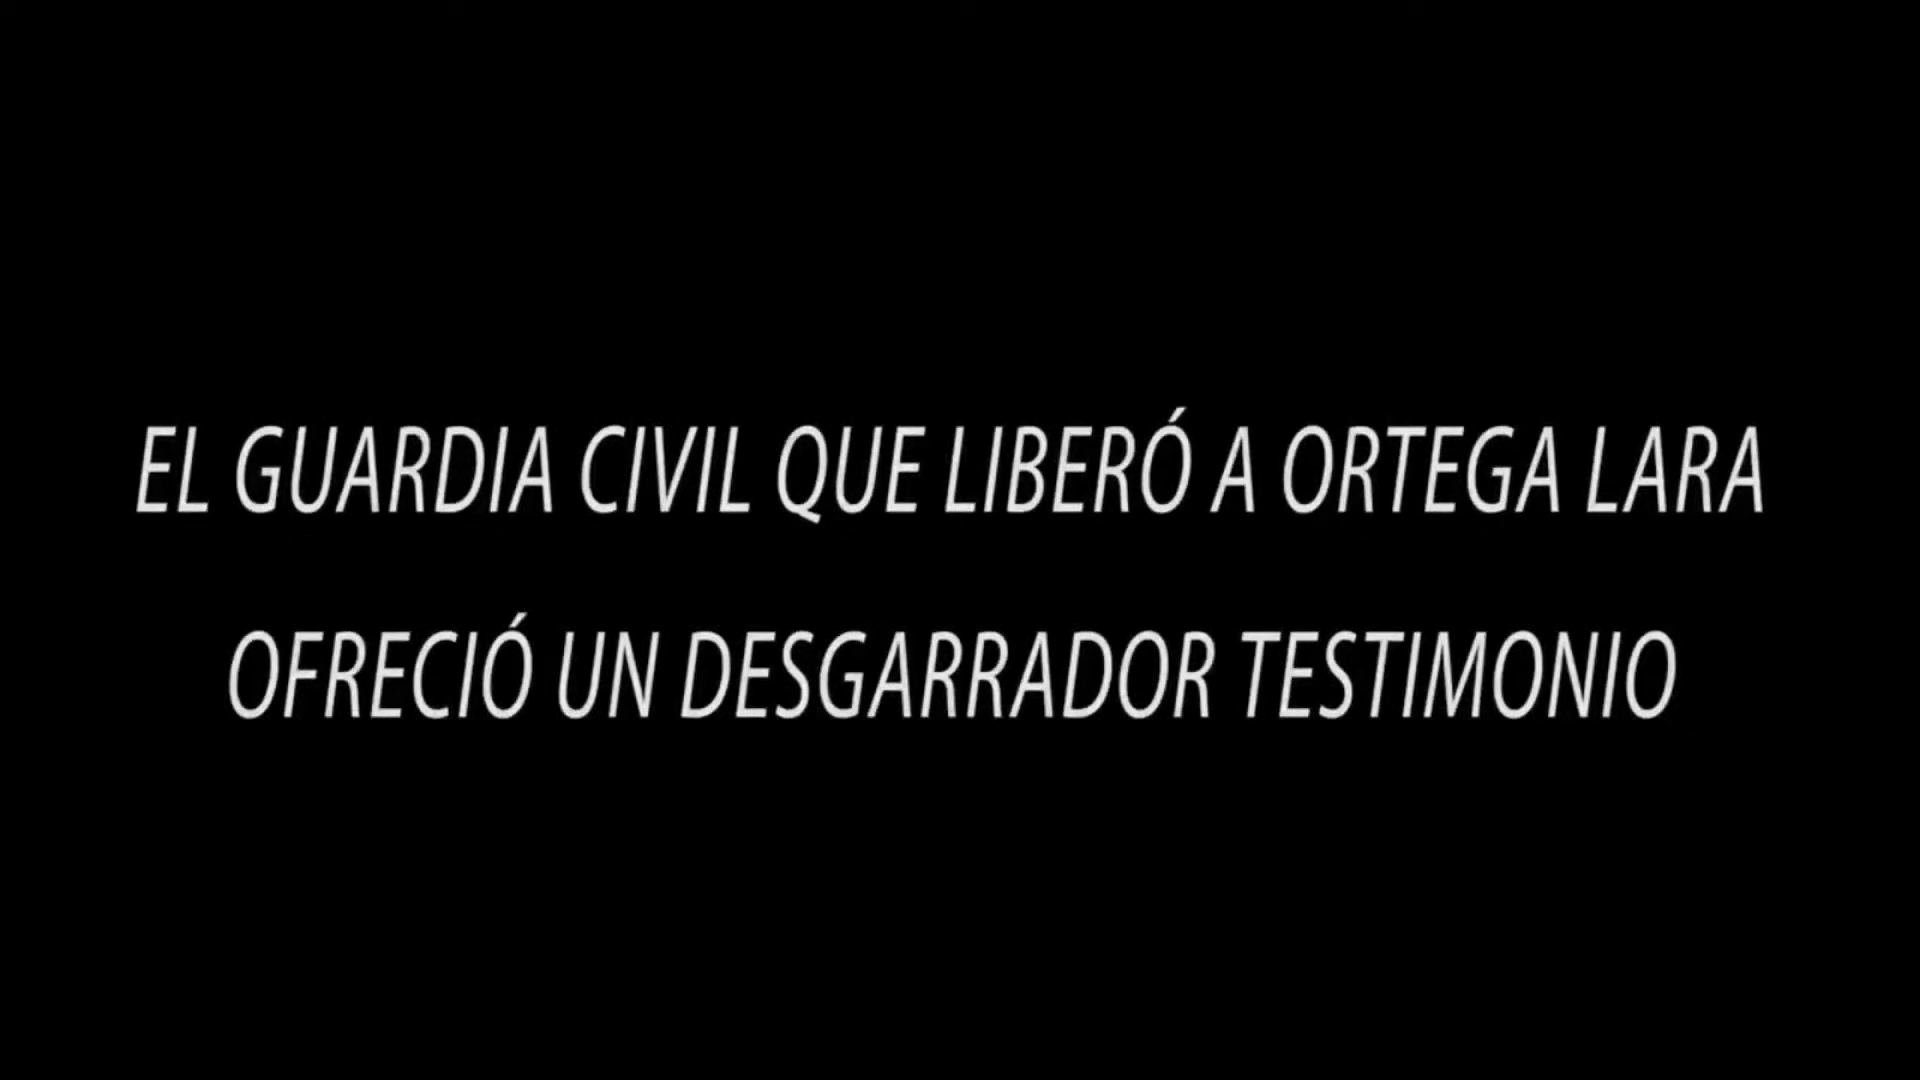 EL GUARDIA CIVIL QUE LIBERÓ A ORTEGA LARA
OFRECIÓ UN DESGARRADOR TESTIMONIO